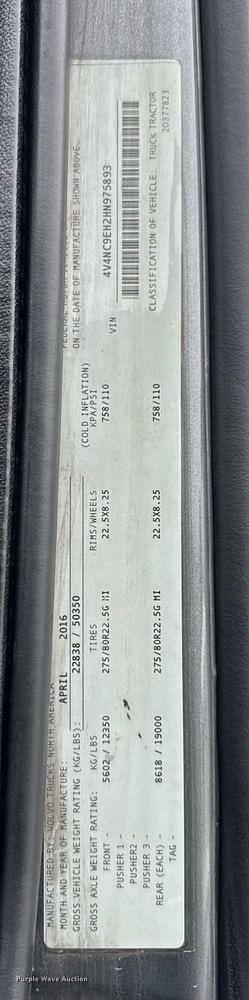 MANUFACTURED BY: VOLVO TRUCKS NORTH AMERICA
MONTH AND YEAR OF MANUFACTURE: APRIL 2016
GROSS VEHICLE WEIGHT RATING (KG/LBS): 22838 / 50350
GROSS AXLE WEIGHT RATING: KG/LBS TIRES RIMS/WHEELS (COLD INFLATION) KPA/PSI
FRONT - 5602 / 12350 275/80R22.5G MI 22.5X8.25 758/110
PUSHER 1 -
PUSHER2 -
PUSHER 3 -
REAR (EACH) - 8618 / 19000 275/80R22.5G MI 22.5X8.25 758/110
TAG -
ON THE DATE OF MANUFACTURE SHOWN ABOVE
VIN 4V4NC9EH2HN975893
CLASSIFICATION OF VEHICLE: TRUCK TRACTOR
20377823
Purple Wave Auction